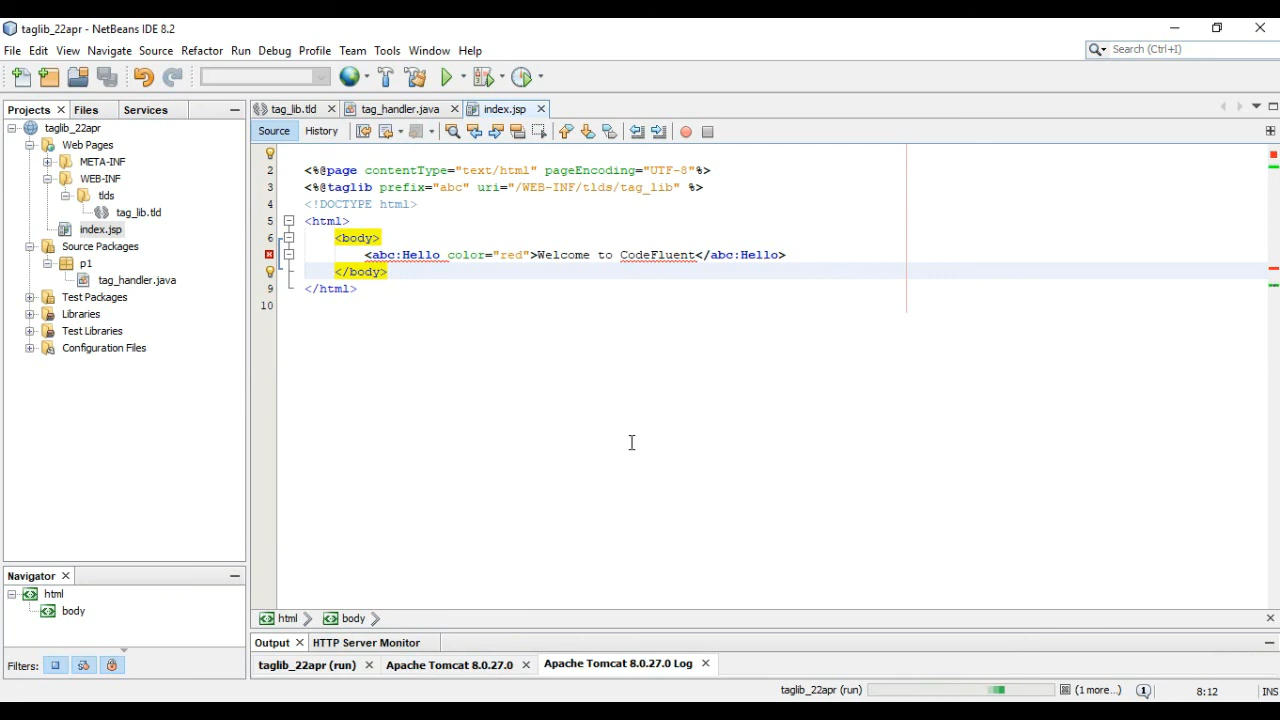 taglib_22apr - NetBeans IDE 8.2
File Edit View Navigate Source Refactor Run Debug Profile Team Tools Window Help
Search (Ctrl+I)
Projects Files Services
taglib_22apr
Web Pages
META-INF
WEB-INF
tlds
tag_lib.tld
index.jsp
Source Packages
p1
tag_handler.java
Test Packages
Libraries
Test Libraries
Configuration Files
tag_lib.tld tag_handler.java index.jsp
Source History
2 <%@page contentType="text/html" pageEncoding="UTF-8"%>
3 <%@taglib prefix="abc" uri="/WEB-INF/tlds/tag_lib" %>
4 <!DOCTYPE html>
5 <html>
6 <body>
<abc:Hello color="red">Welcome to CodeFluent</abc:Hello>
</body>
9 </html>
10
html body
Navigator
html
body
Filters:
Output HTTP Server Monitor
taglib_22apr (run) Apache Tomcat 8.0.27.0 Apache Tomcat 8.0.27.0 Log
taglib_22apr (run) (1 more...) 1 8:12 INS